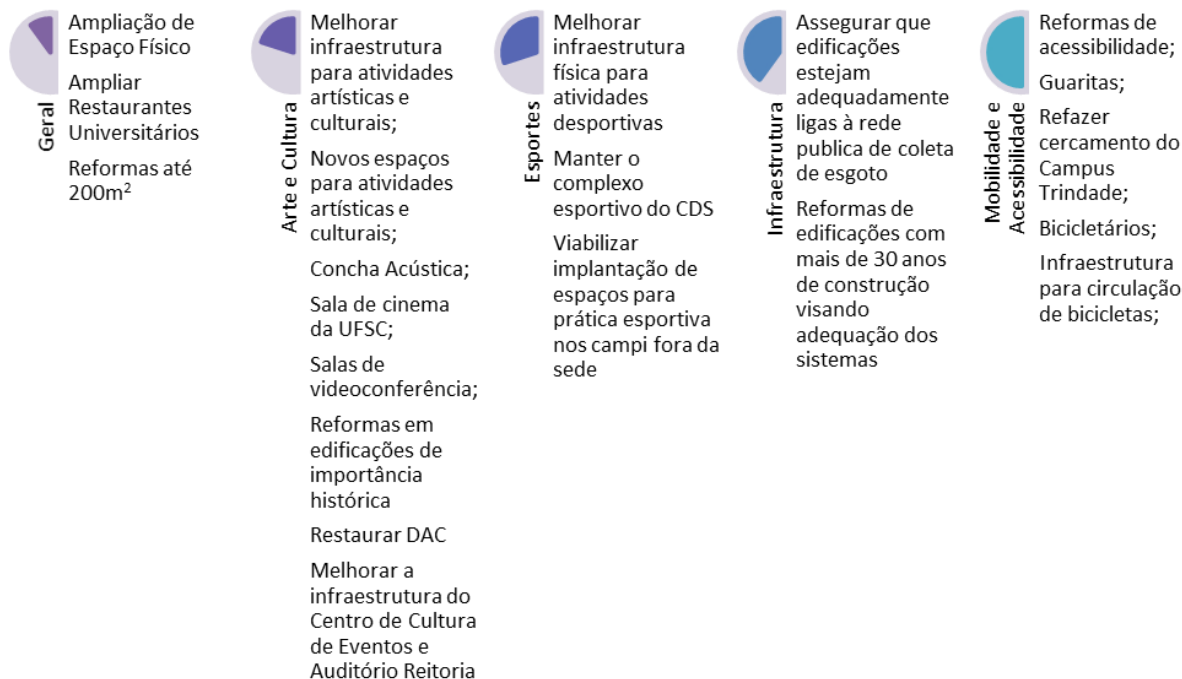 Geral
Ampliação de
Espaço Físico
Ampliar
Restaurantes
Universitários
Reformas até
200m²
Arte e Cultura
Melhorar
infraestrutura
para atividades
artísticas e
culturais;
Novos espaços
para atividades
artísticas e
culturais;
Concha Acústica;
Sala de cinema
da UFSC;
Salas de
videoconferência;
Reformas em
edificações de
importância
histórica
Restaurar DAC
Melhorar a
infraestrutura do
Centro de Cultura
de Eventos e
Auditório Reitoria
Esportes
Melhorar
infraestrutura
física para
atividades
desportivas
Manter o
complexo
esportivo do CDS
Viabilizar
implantação de
espaços para
prática esportiva
nos campi fora da
sede
Infraestrutura
Assegurar que
edificações
estejam
adequadamente
ligas à rede
publica de coleta
de esgoto
Reformas de
edificações com
mais de 30 anos
de construção
visando
adequação dos
sistemas
Mobilidade e
Acessibilidade
Reformas de
acessibilidade;
Guaritas;
Refazer
cercamento do
Campus
Trindade;
Bicicletários;
Infraestrutura
para circulação
de bicicletas;